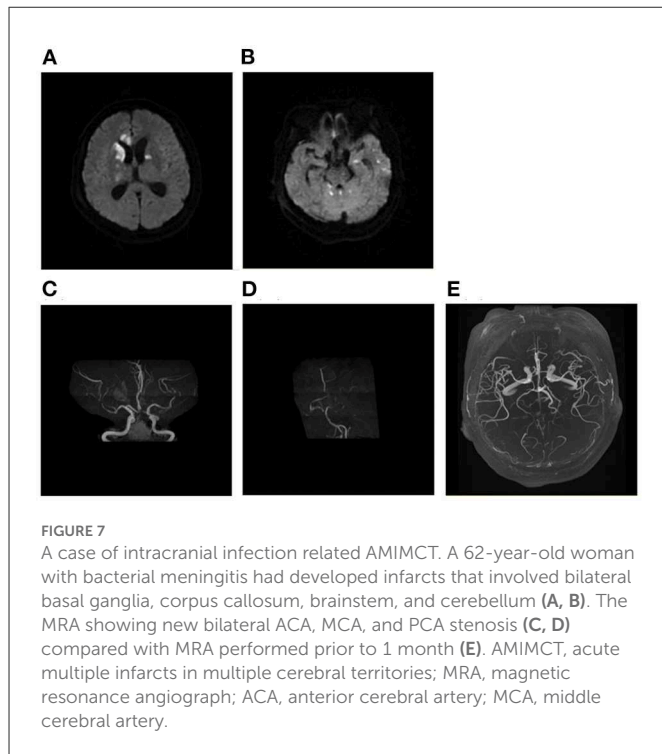 A
B
C
D
E
FIGURE 7
A case of intracranial infection related AMIMCT. A 62-year-old woman
with bacterial meningitis had developed infarcts that involved bilateral
basal ganglia, corpus callosum, brainstem, and cerebellum (A, B). The
MRA showing new bilateral ACA, MCA, and PCA stenosis (C, D)
compared with MRA performed prior to 1 month (E). AMIMCT, acute
multiple infarcts in multiple cerebral territories; MRA, magnetic
resonance angiograph; ACA, anterior cerebral artery; MCA, middle
cerebral artery.